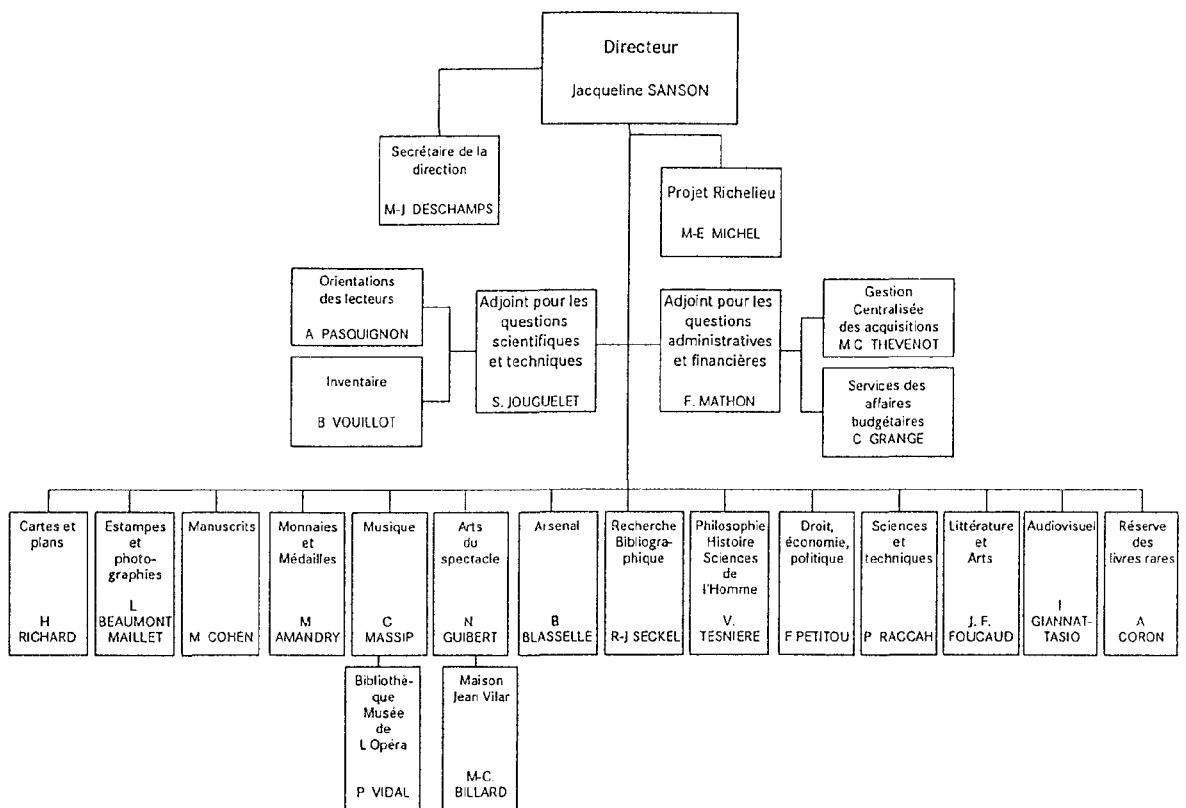 Directeur
Jacqueline SANSON
Secrétaire de la
direction
M-J DESCHAMPS
Projet Richelieu
M-E MICHEL
Orientations
des lecteurs
A PASQUIGNON
Inventaire
B VOUILLOT
Adjoint pour les
questions
scientifiques
et techniques
S. JOUGUELET
Adjoint pour les
questions
administratives
et financières
F. MATHON
Gestion
Centralisée
des acquisitions
M C THEVENOT
Services des
affaires
budgétaires
C GRANGE
Cartes et
plans
H
RICHARD
Estampes
et
photo-
graphies
L
BEAUMONT
MAILLET
Manuscrits
M COHEN
Monnaies
et
Médailles
M
AMANDRY
Musique
C
MASSIP
Arts
du
spectacle
N
GUIBERT
Arsenal
B
BLASSELLE
Recherche
Bibliogra-
phique
R-J SECKEL
Philosophie
Histoire
Sciences
de
l'Homme
V.
TESNIERE
Droit,
économie,
politique
F PETITOU
Sciences
et
techniques
P RACCAH
Littérature
et
Arts
J. F.
FOUCAUD
Audiovisuel
I
GIANNAT-
TASIO
Réserve
des
livres rares
A
CORON
Bibliothè-
que
Musée
de
L Opéra
P VIDAL
Maison
Jean Vilar
M-C.
BILLARD